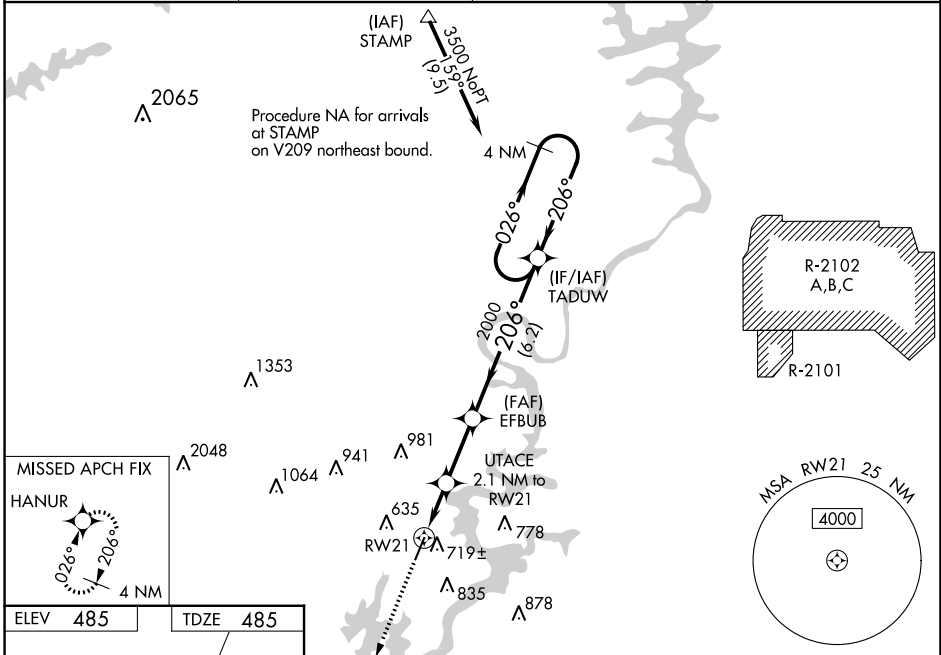 (IAF)
STAMP
3500 NoPT
159°
(9.5)
2065
Procedure NA for arrivals
at STAMP
on V209 northeast bound.
4 NM
026°
206°
(IF/IAF)
TADUW
R-2102
A,B,C
R-2101
2000
206°
(6.2)
1353
(FAF)
EFBUB
2048
1064
941
981
UTACE
2.1 NM to
RW21
635
778
RW21
719±
835
878
MISSED APCH FIX
HANUR
026°
206°
4 NM
MSA RW21 25 NM
4000
ELEV 485
TDZE 485